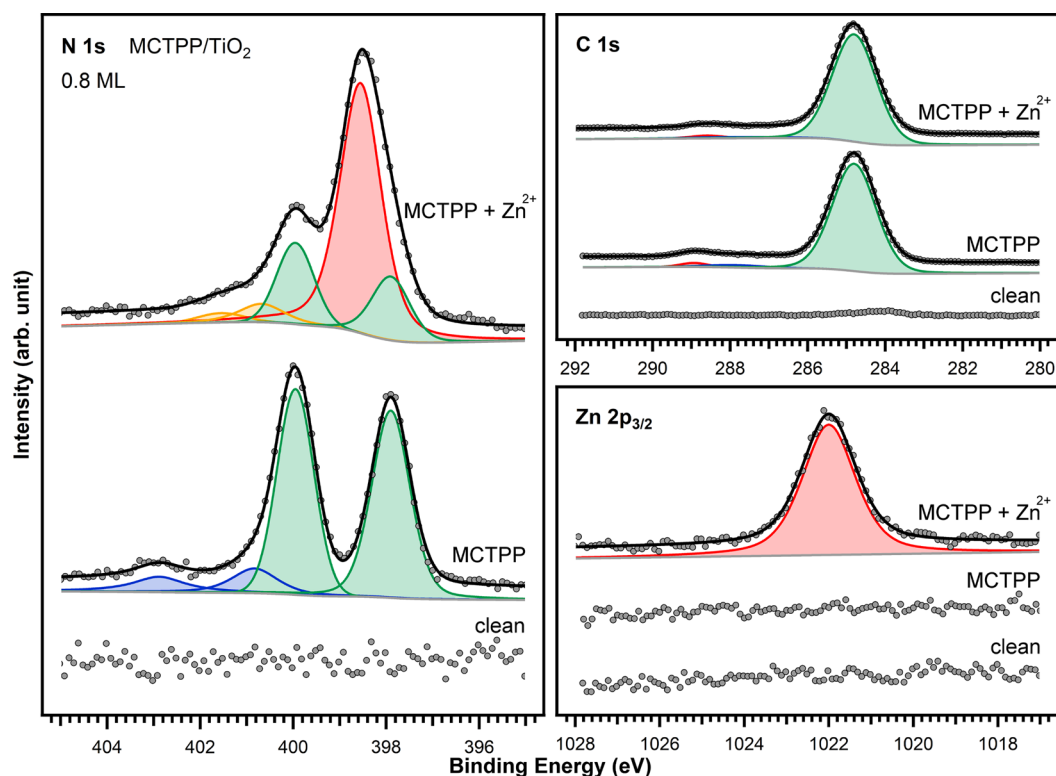 N 1s MCTPP/TiO₂
0.8 ML
MCTPP + Zn²⁺
MCTPP
clean
404 402 400 398 396
C 1s
MCTPP + Zn²⁺
MCTPP
clean
292 290 288 286 284 282 280
Zn 2p₃/₂
MCTPP + Zn²⁺
MCTPP
clean
1028 1026 1024 1022 1020 1018
Intensity (arb. unit)
Binding Energy (eV)